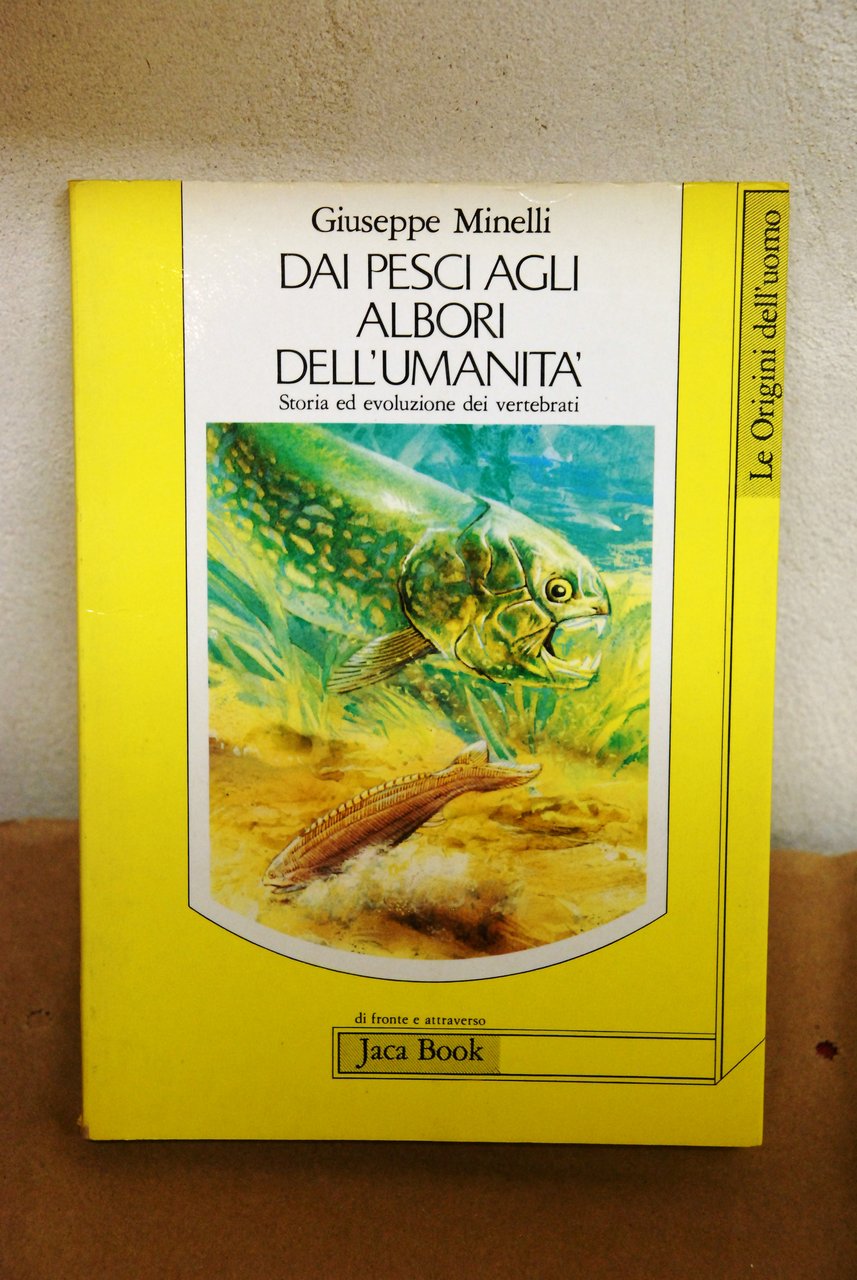 Giuseppe Minelli
DAI PESCI AGLI
ALBORI
DELL'UMANITA'
Storia ed evoluzione dei vertebrati
Le Origini dell'uomo
di fronte e attraverso
Jaca Book